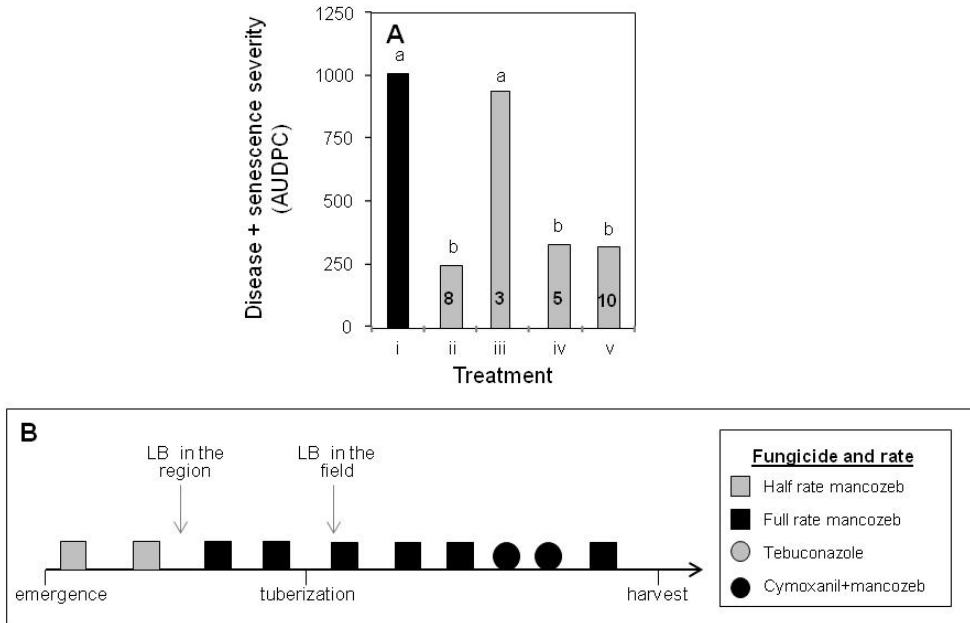 A
Disease + senescence severity
(AUDPC)
1250
1000
750
500
250
0
a
b
a
b
b
8
3
5
10
i
ii
iii
iv
v
Treatment
B
LB in the
region
LB in the
field
emergence
tuberization
harvest
Fungicide and rate
Half rate mancozeb
Full rate mancozeb
Tebuconazole
Cymoxanil+mancozeb